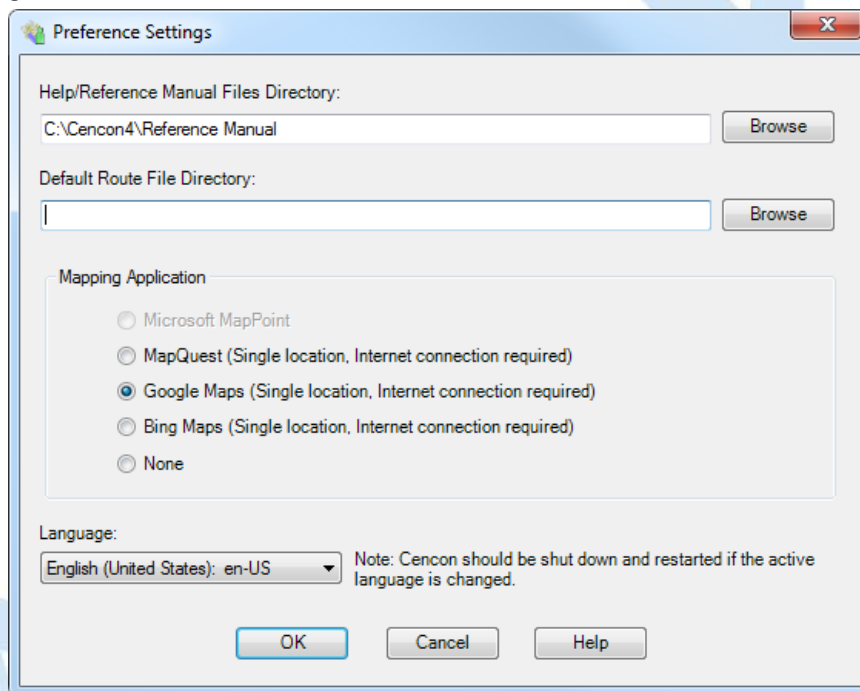 Preference Settings
Help/Reference Manual Files Directory:
C:\Cencon4\Reference Manual
Browse
Default Route File Directory:
Browse
Mapping Application
Microsoft MapPoint
MapQuest (Single location, Internet connection required)
Google Maps (Single location, Internet connection required)
Bing Maps (Single location, Internet connection required)
None
Language:
English (United States): en-US
Note: Cencon should be shut down and restarted if the active
language is changed.
OK
Cancel
Help